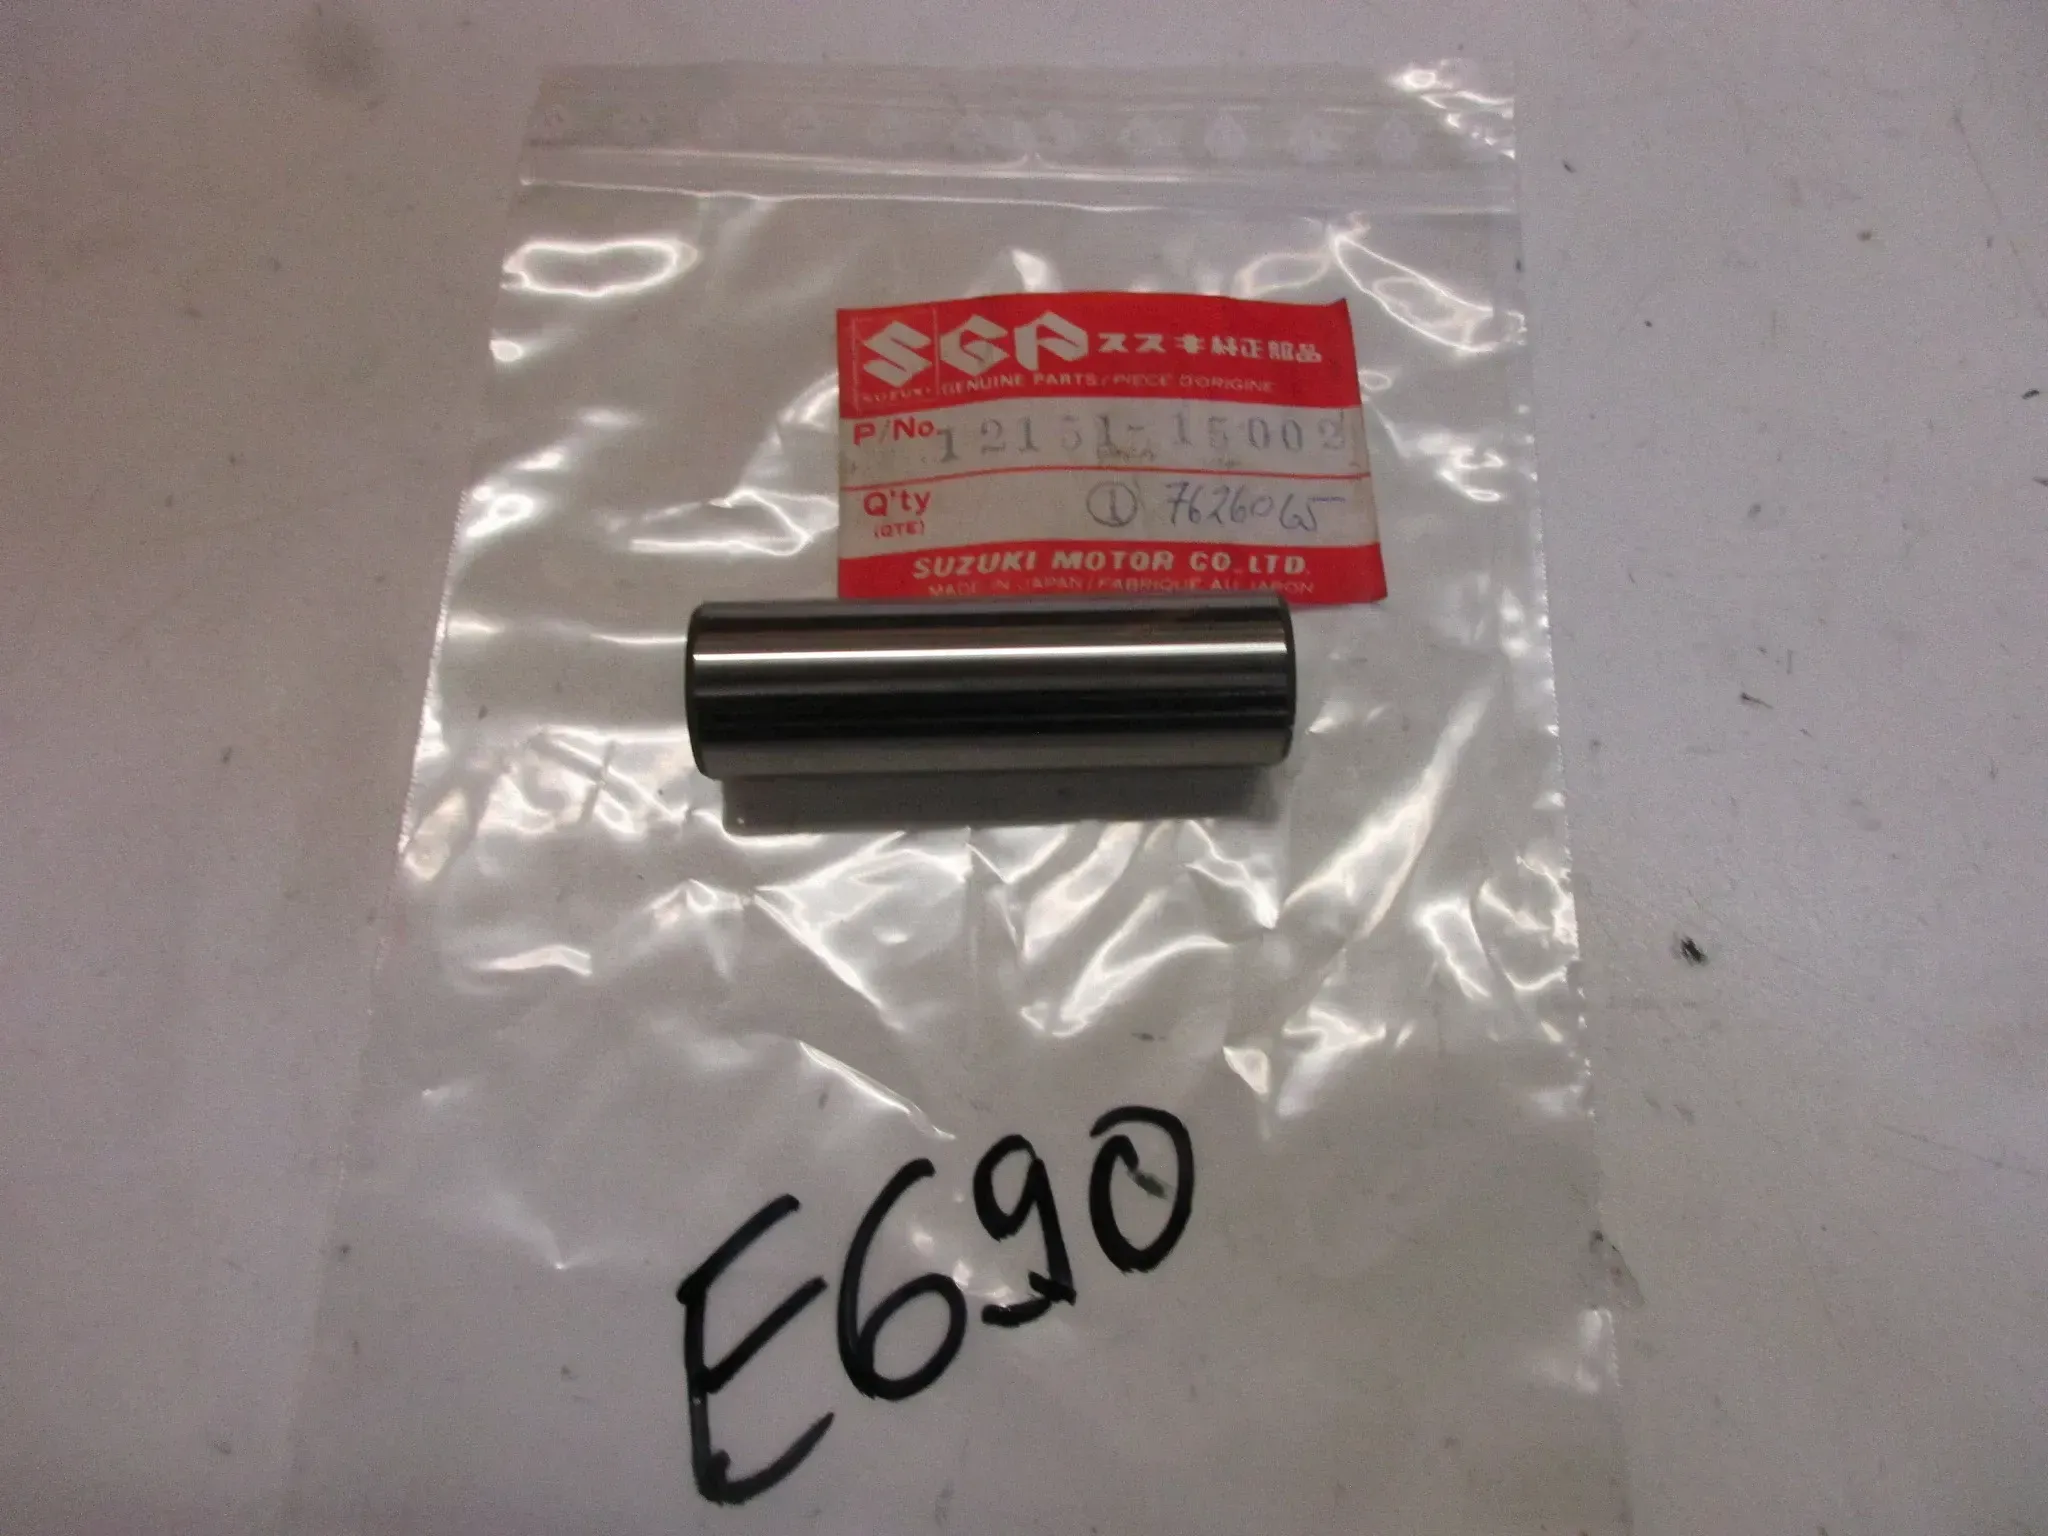 SGP スズキ純正部品
SUZUKI GENUINE PARTS/PIECE D'ORIGINE
P/No. 12151-15002
Q'ty ① 7626065
(QTE)
SUZUKI MOTOR CO.,LTD.
MADE IN JAPAN/FABRIQUE AU JAPON
E690